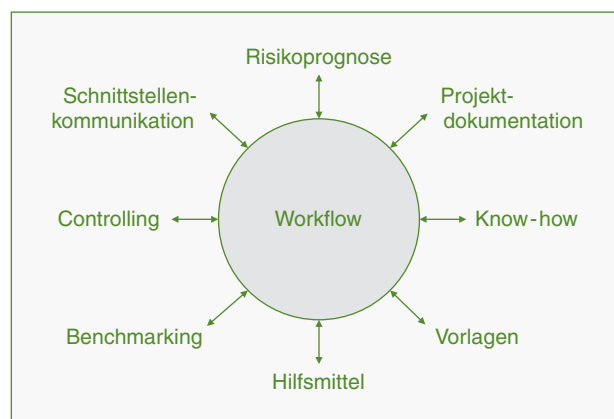 Risikoprognose
Schnittstellen-
kommunikation
Projekt-
dokumentation
Controlling
Workflow
Know-how
Benchmarking
Vorlagen
Hilfsmittel